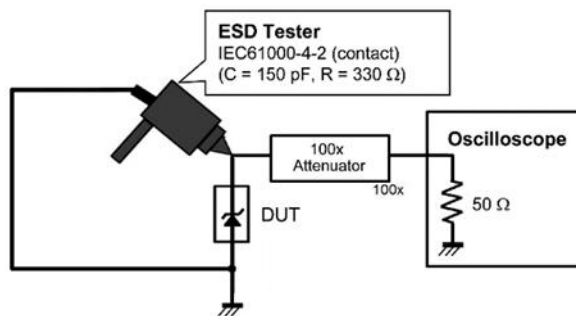 ESD Tester
IEC61000-4-2 (contact)
(C = 150 pF, R = 330 Ω)
100x
Attenuator
100x
Oscilloscope
50 Ω
DUT